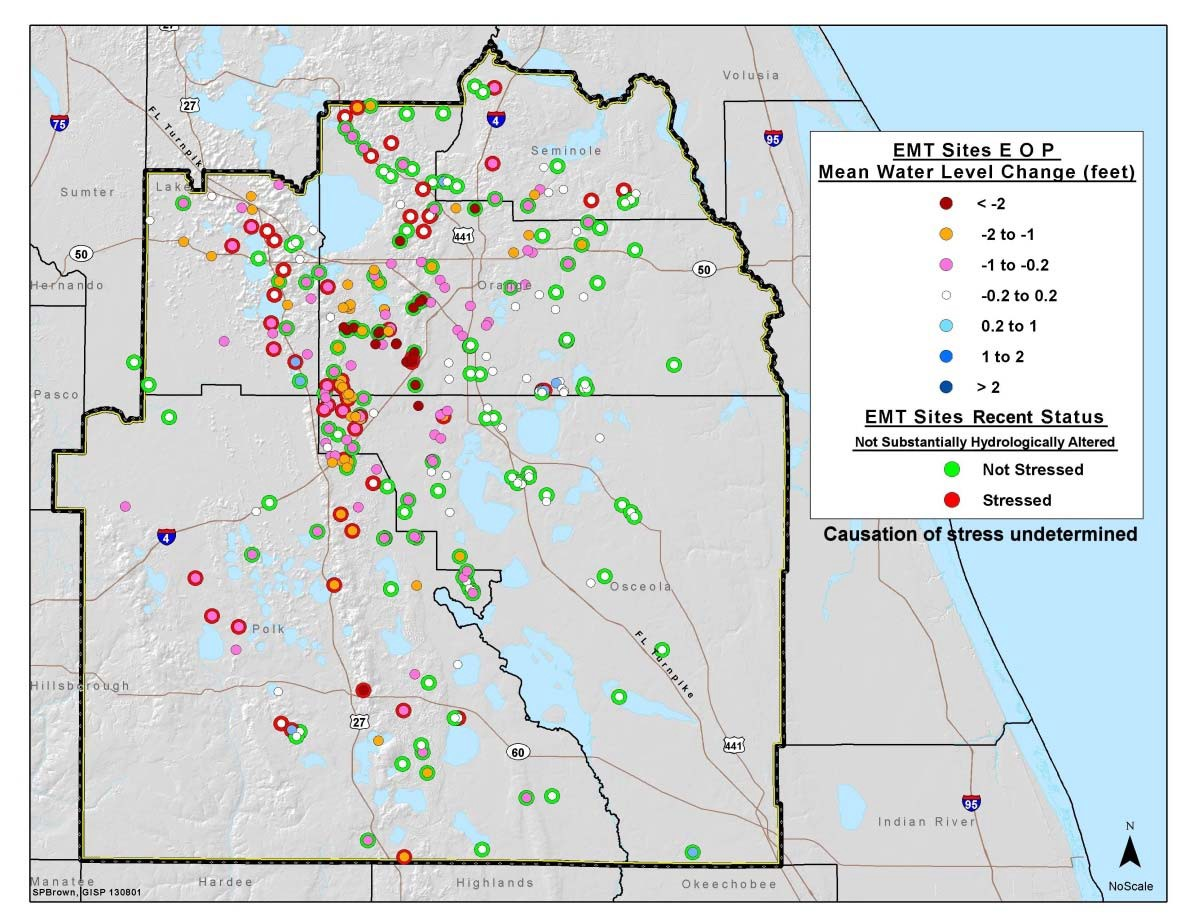 27
Volusia
75
FL Turnpik
27
4
95
Seminole
Sumter
Lake
EMT Sites E O P
Mean Water Level Change (feet)
< -2
-2 to -1
-1 to -0.2
-0.2 to 0.2
0.2 to 1
1 to 2
> 2
EMT Sites Recent Status
Not Substantially Hydrologically Altered
Not Stressed
Stressed
Causation of stress undetermined
50
441
50
Hernando
Orange
Pasco
4
Osceola
Polk
FL Turnpike
Hillsborough
27
60
441
95
Indian River
N
NoScale
Manatee
Hardee
Highlands
Okeechobee
SPBrown, GISP 130801